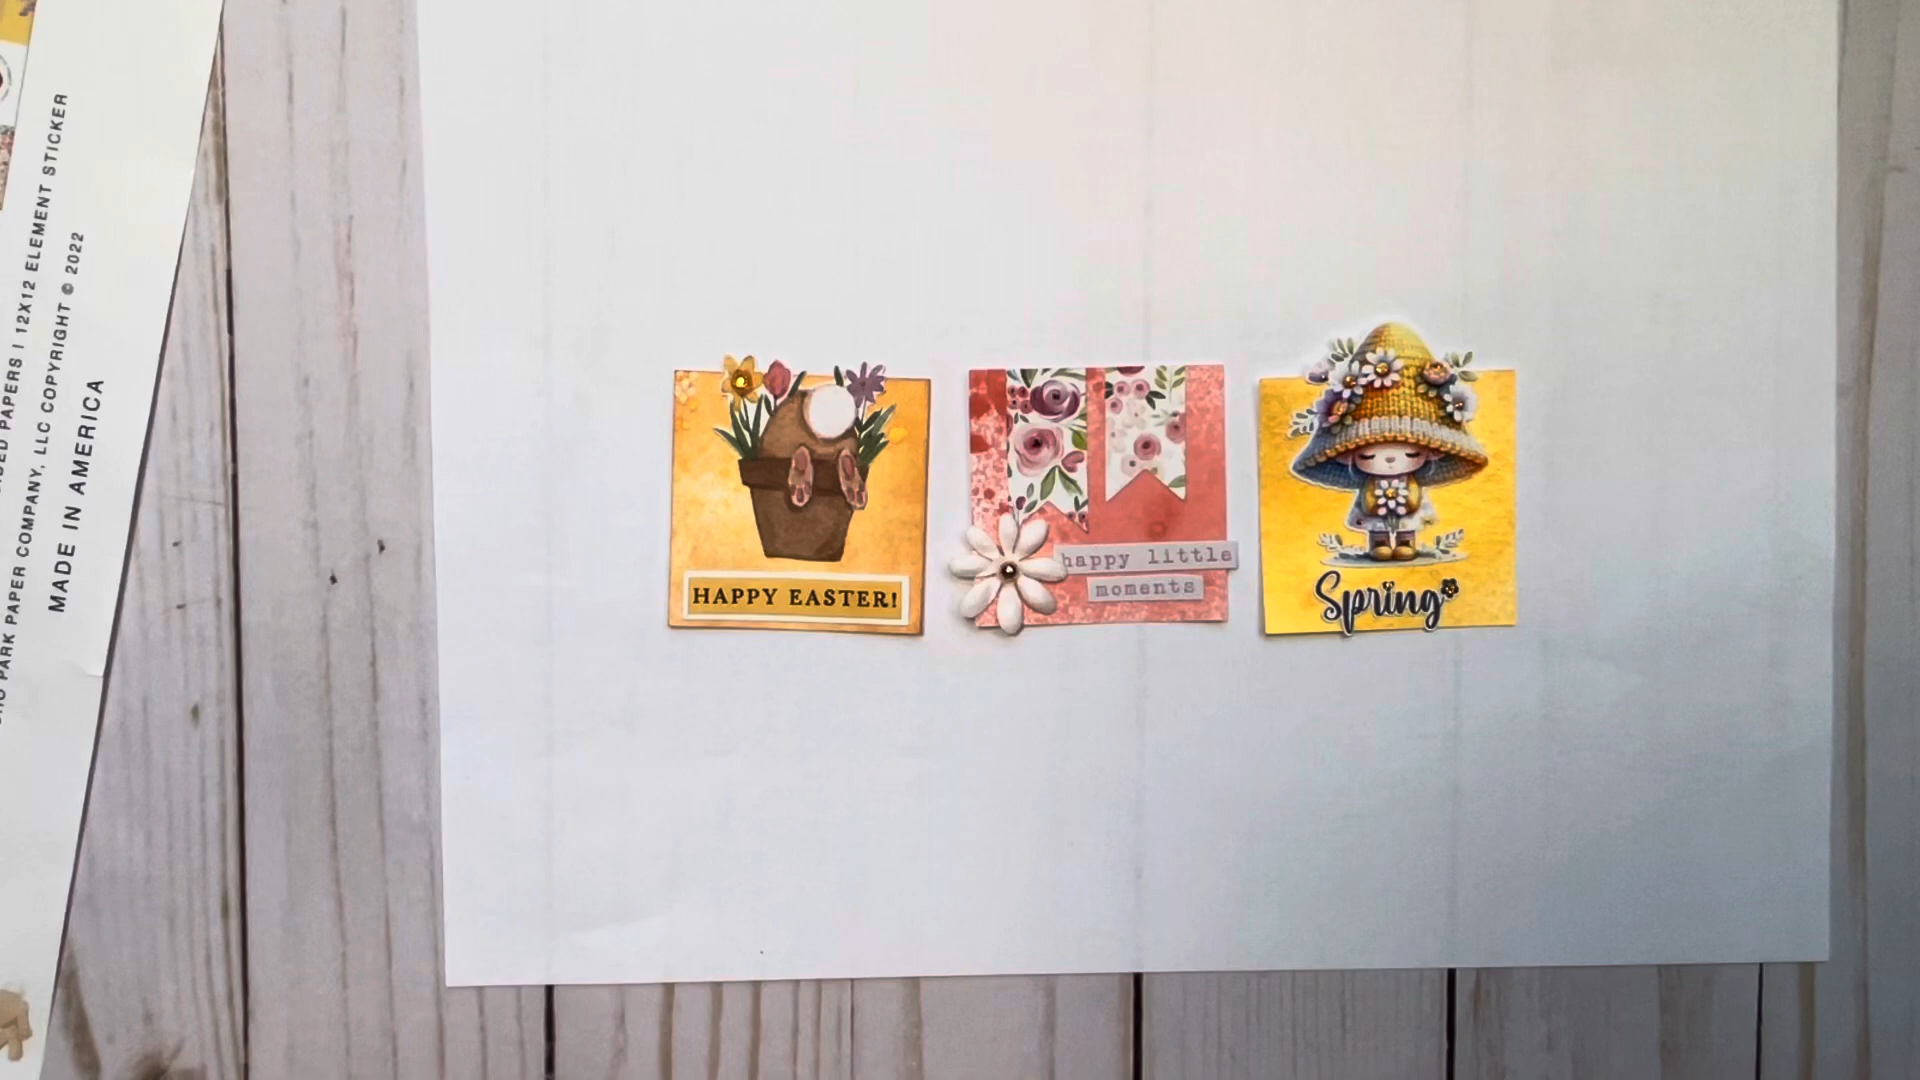 DED PAPERS | 12X12 ELEMENT STICKER
PARK PAPER COMPANY, LLC COPYRIGHT © 2022
MADE IN AMERICA
HAPPY EASTER!
happy little
moments
Spring